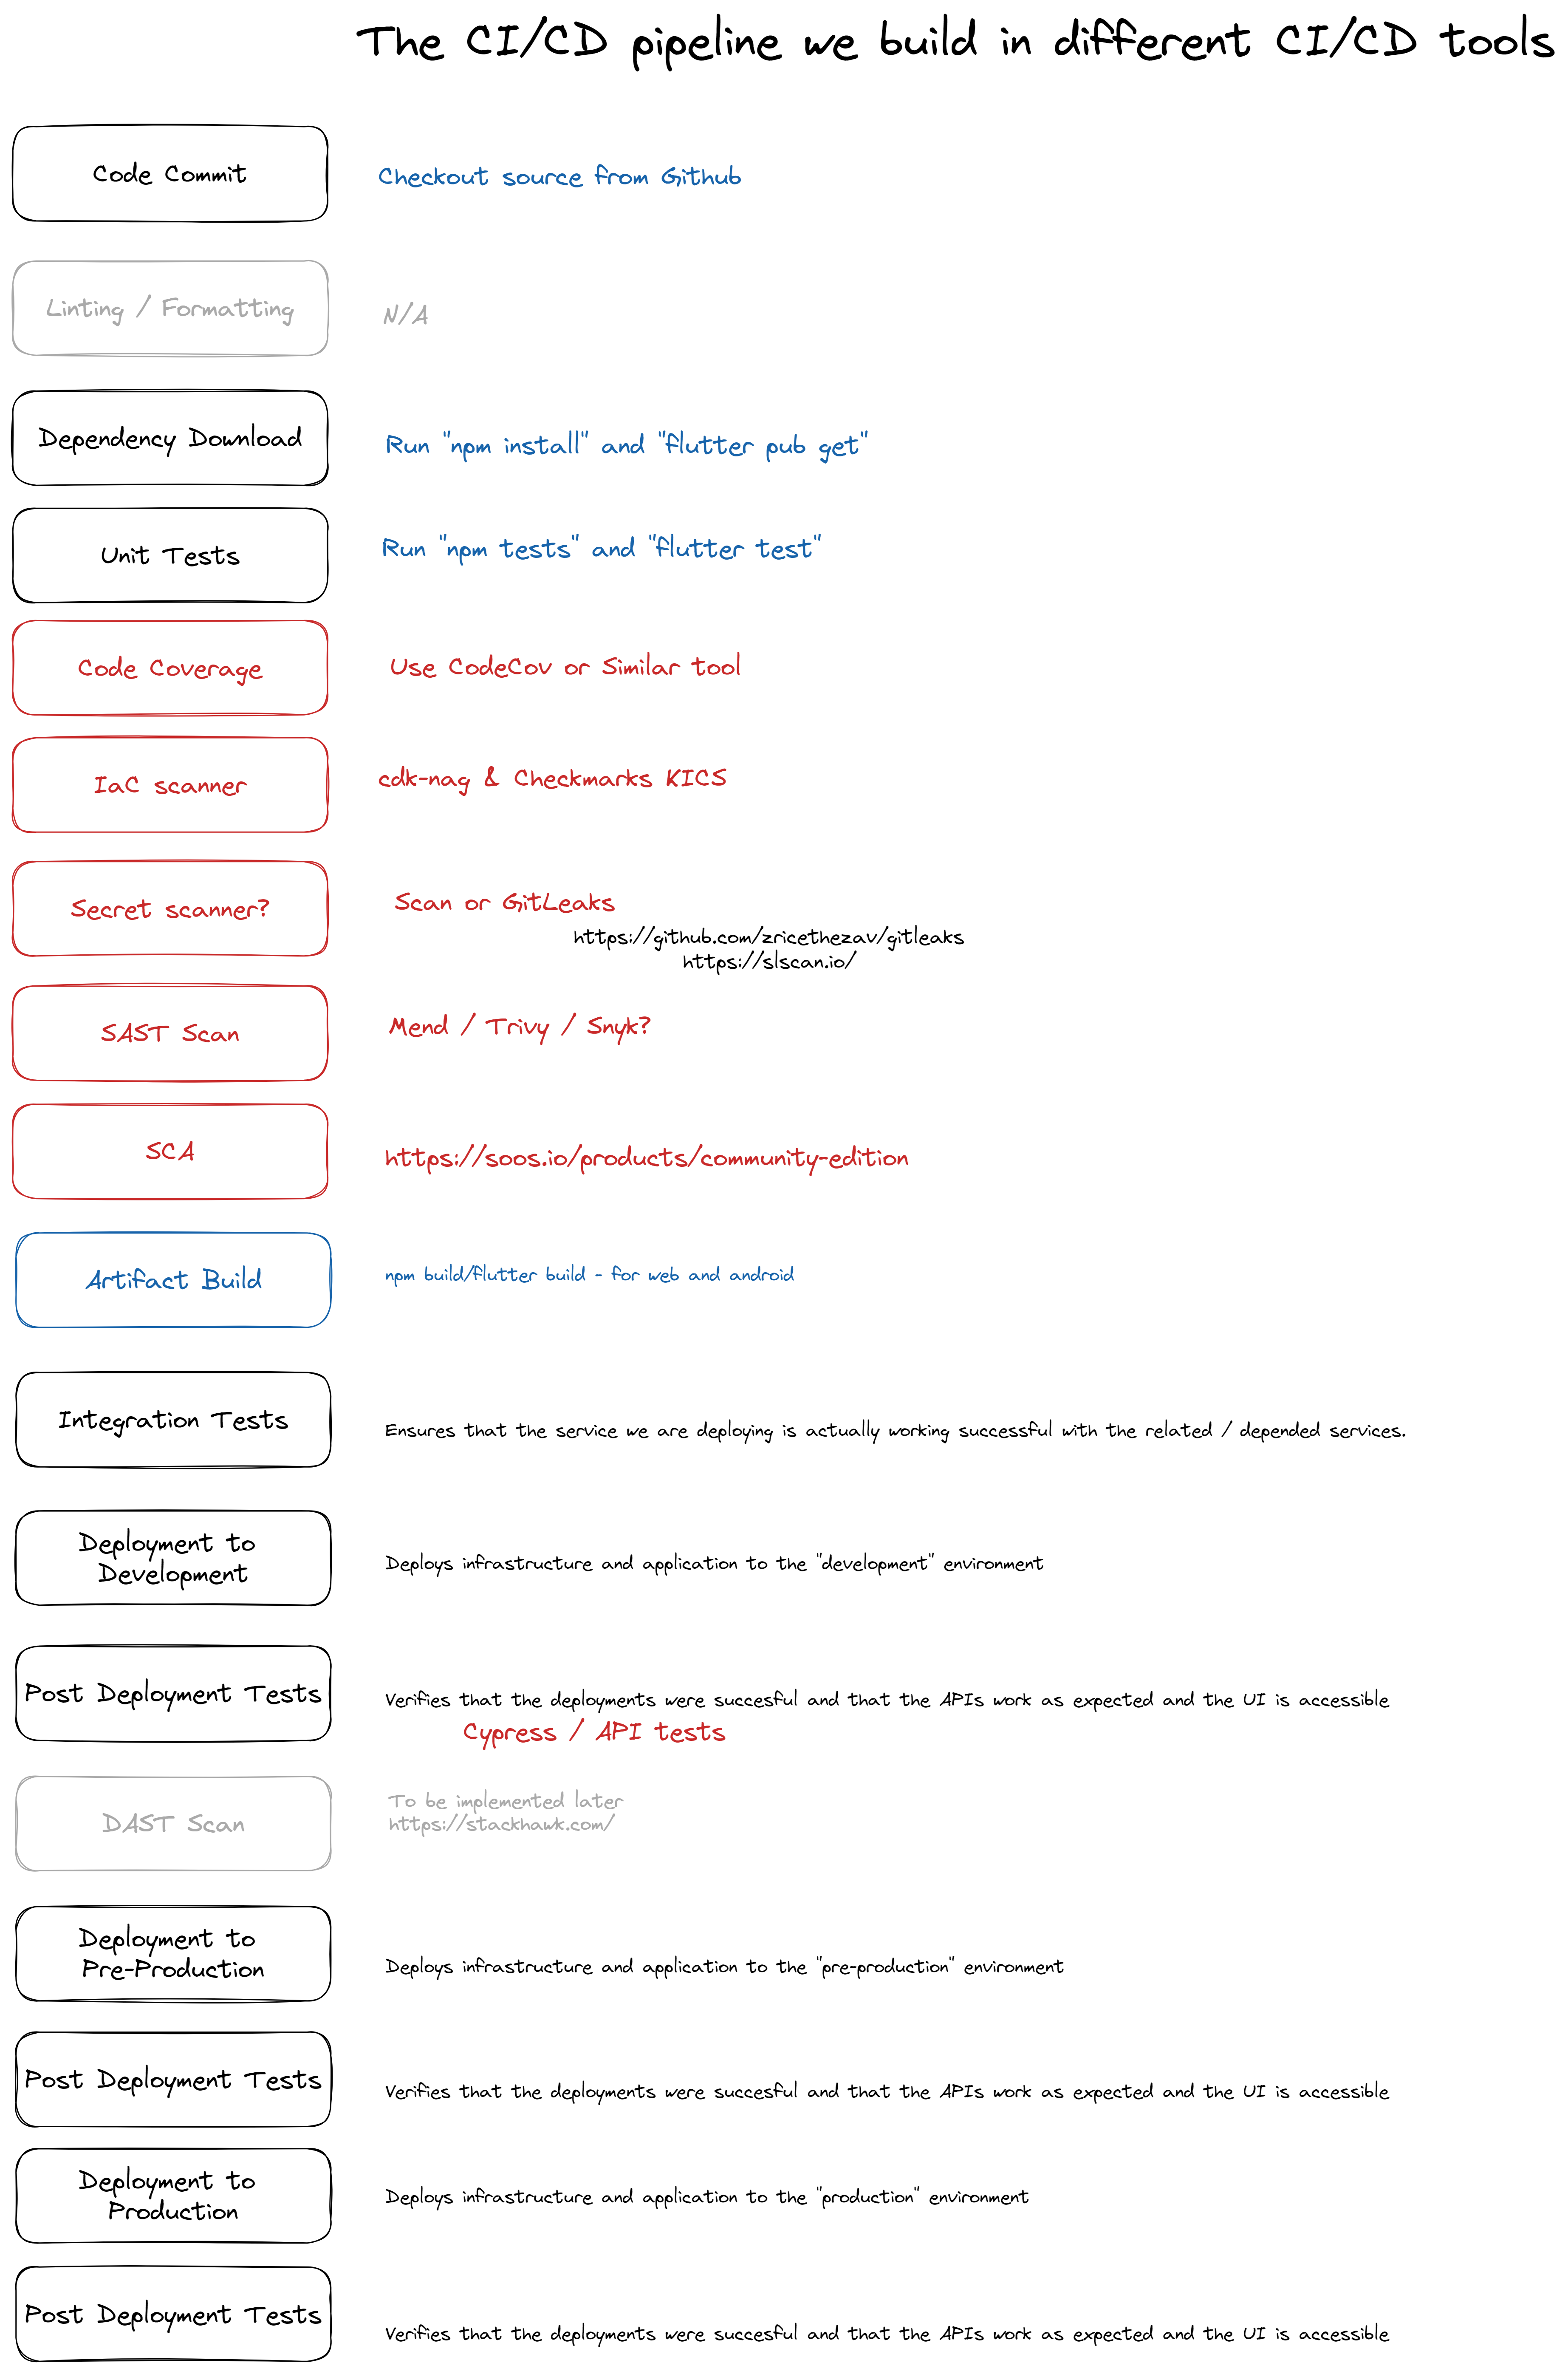 The CI/CD pipeline we build in different CI/CD tools
Code Commit
Checkout source from Github
Linting / Formatting
N/A
Dependency Download
Run "npm install" and "flutter pub get"
Unit Tests
Run "npm tests" and "flutter test"
Code Coverage
Use CodeCov or Similar tool
IaC scanner
cdk-nag & Checkmarks KICS
Secret scanner?
Scan or GitLeaks
https://github.com/zricethezav/gitleaks
https://slscan.io/
SAST Scan
Mend / Trivy / Snyk?
SCA
https://soos.io/products/community-edition
Artifact Build
npm build/flutter build - for web and android
Integration Tests
Ensures that the service we are deploying is actually working successful with the related / depended services.
Deployment to
Development
Deploys infrastructure and application to the "development" environment
Post Deployment Tests
Verifies that the deployments were succesful and that the APIs work as expected and the UI is accessible
Cypress / API tests
DAST Scan
To be implemented later
https://stackhawk.com/
Deployment to
Pre-Production
Deploys infrastructure and application to the "pre-production" environment
Post Deployment Tests
Verifies that the deployments were succesful and that the APIs work as expected and the UI is accessible
Deployment to
Production
Deploys infrastructure and application to the "production" environment
Post Deployment Tests
Verifies that the deployments were succesful and that the APIs work as expected and the UI is accessible